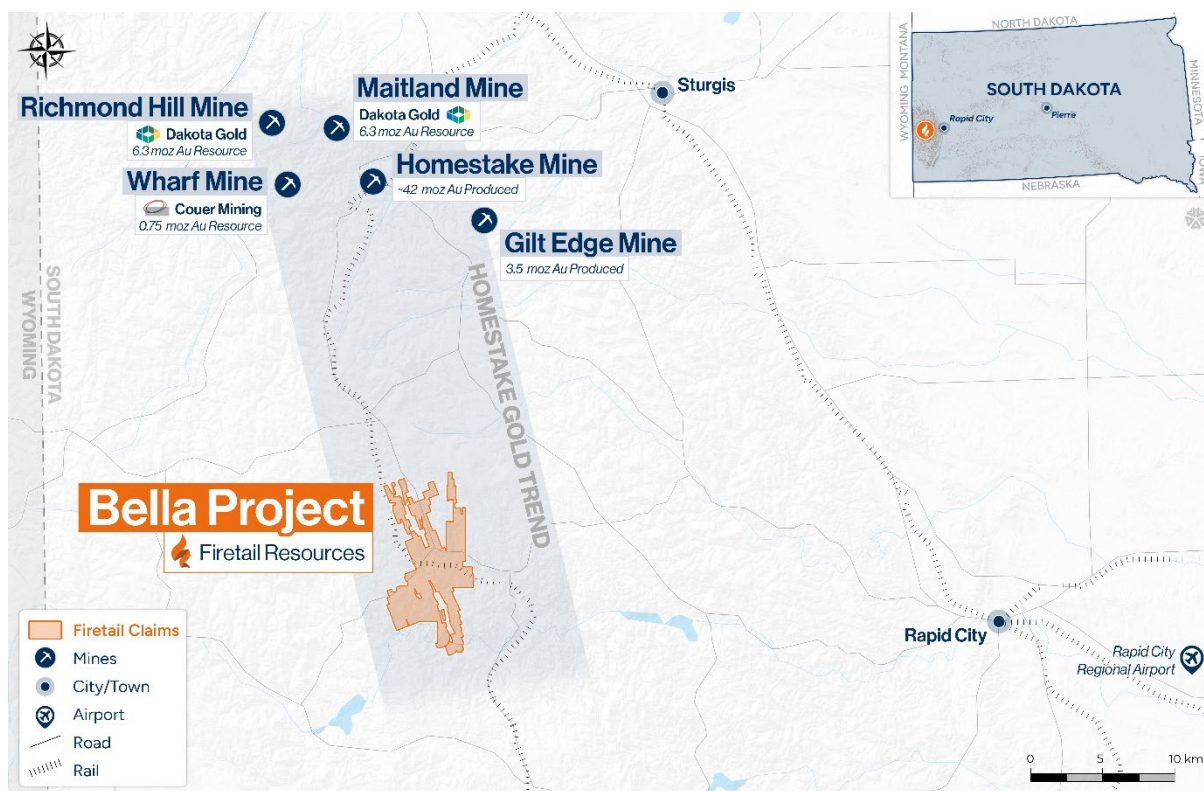 NORTH DAKOTA
WYOMING
MONTANA
SOUTH DAKOTA
Pierre
Rapid City
NEBRASKA
MINNESOTA
IOWA
Richmond Hill Mine
Dakota Gold
6.3 moz Au Resource
Maitland Mine
Dakota Gold
6.3 moz Au Resource
Sturgis
Wharf Mine
Couer Mining
0.75 moz Au Resource
Homestake Mine
~42 moz Au Produced
Gilt Edge Mine
3.5 moz Au Produced
SOUTH DAKOTA
WYOMING
HOMESTAKE GOLD TREND
Bella Project
Firetail Resources
Rapid City
Rapid City
Regional Airport
Firetail Claims
Mines
City/Town
Airport
Road
Rail
0 5 10 km